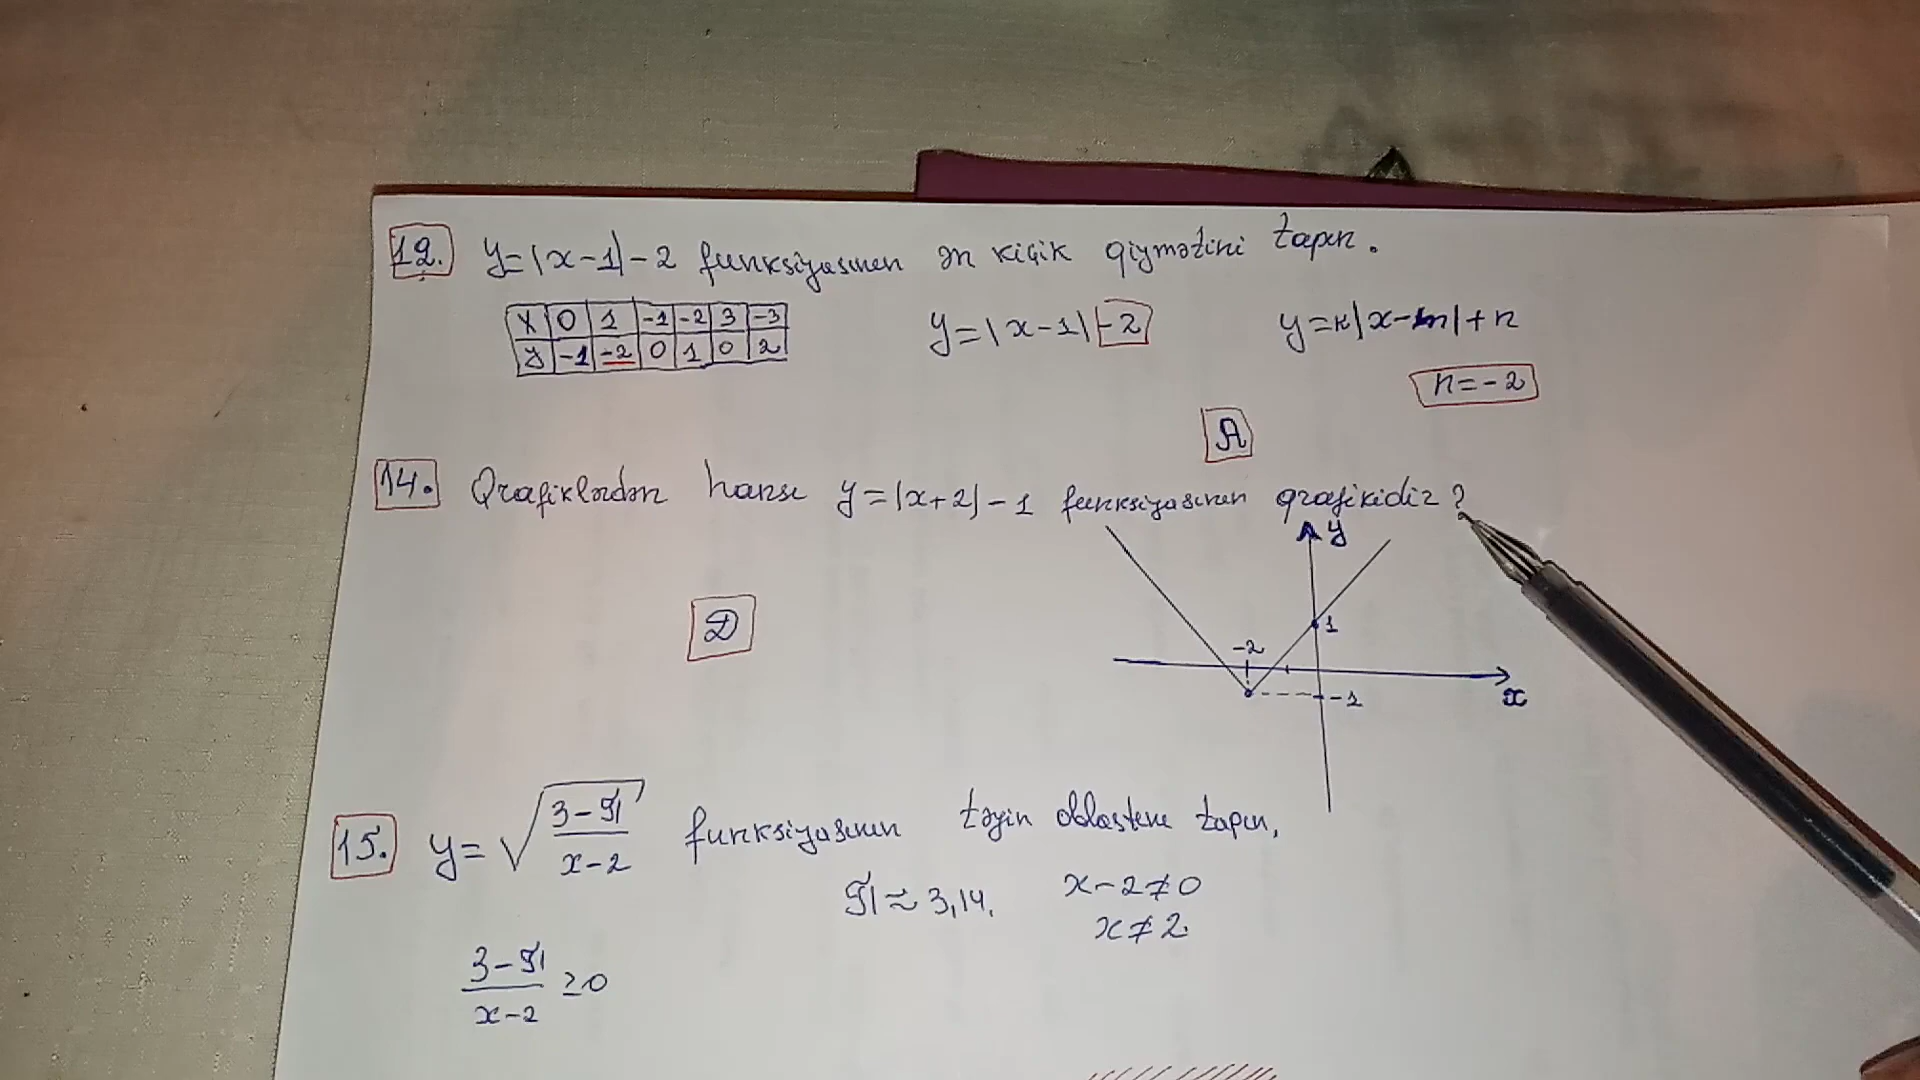 12. y=|x-1|-2 funksiyasının ən kiçik qiymətini tapın.
x 0 1 -1 -2 3 -3
y -1 -2 0 1 0 2
y=|x-1|-2
y=k|x-m|+n
n=-2
A
14. Qrafiklərdən hansı y=|x+2|-1 funksiyasının qrafikidir?
y
D
1
-2
-1
x
15. y=√((3-π)/(x-2)) funksiyasının təyin oblastını tapın,
π≈3,14.
x-2≠0
x≠2.
(3-π)/(x-2) ≥0